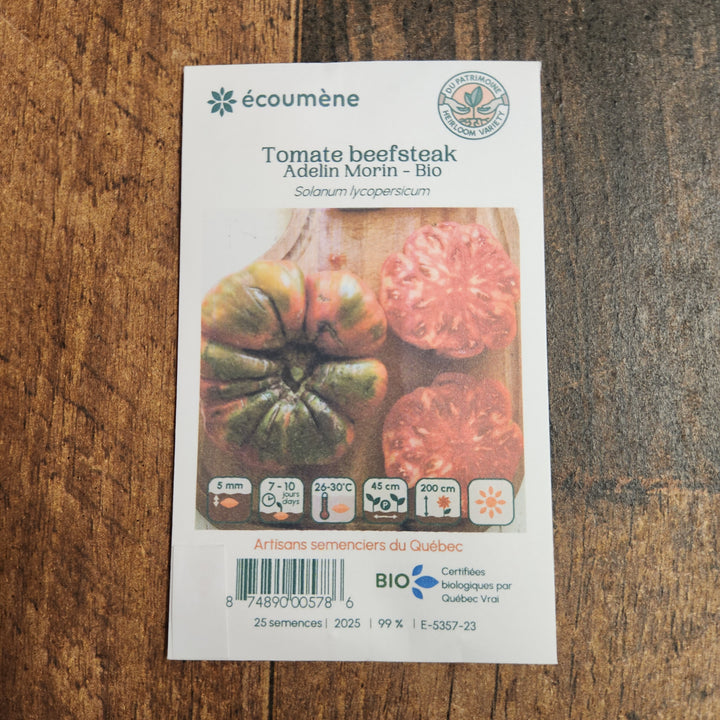 écoumène
DU PATRIMOINE
HEIRLOOM VARIETY
Tomate beefsteak
Adelin Morin - Bio
Solanum lycopersicum
5 mm
7 - 10
jours
days
26-30°C
45 cm
P
200 cm
Artisans semenciers du Québec
8 74890 00578 6
BIO
Certifiées
biologiques par
Québec Vrai
25 semences | 2025 | 99 % | E-5357-23